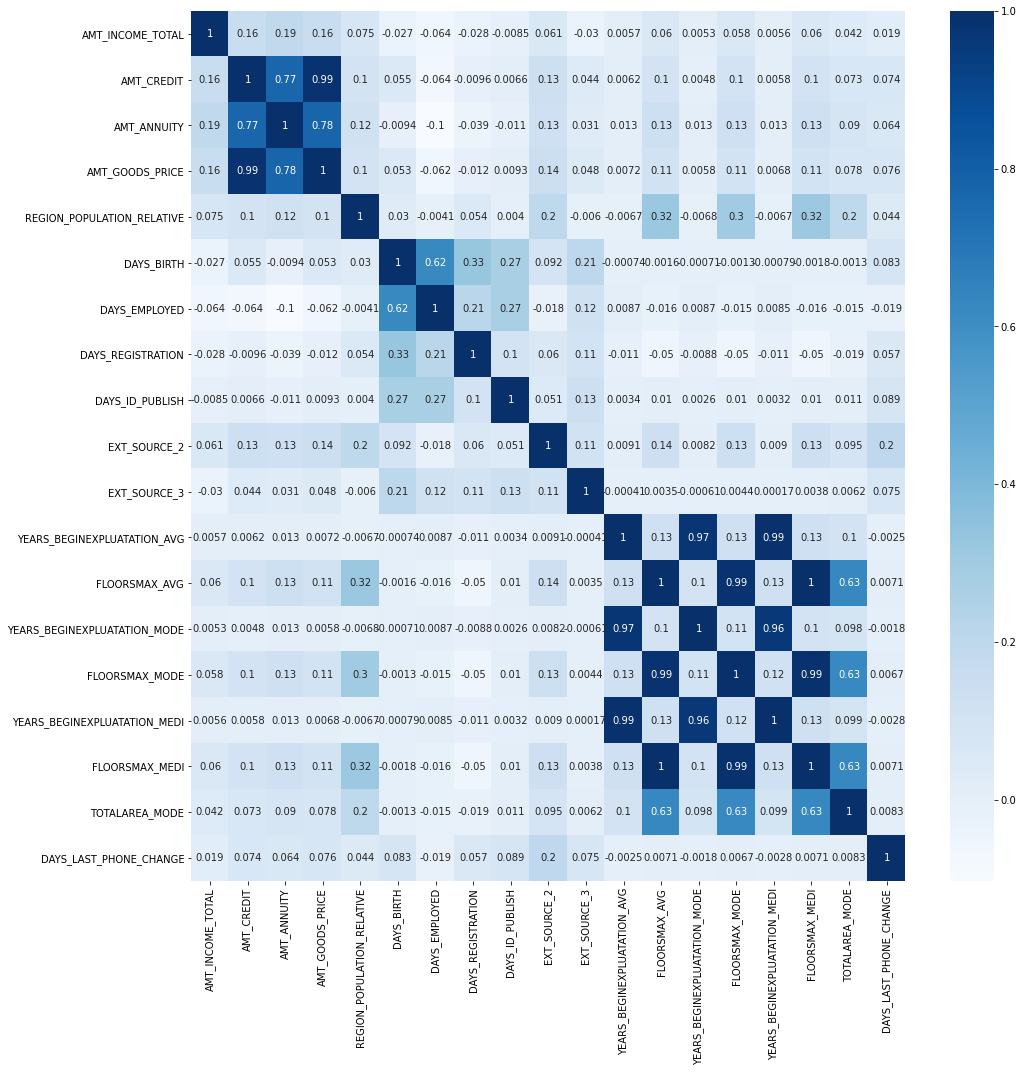 AMT_INCOME_TOTAL 1 0.16 0.19 0.16 0.075 -0.027 -0.064 -0.028 -0.0085 0.061 -0.03 0.0057 0.06 0.0053 0.058 0.0056 0.06 0.042 0.019
AMT_CREDIT 0.16 1 0.77 0.99 0.1 0.055 -0.064 -0.0096 0.0066 0.13 0.044 0.0062 0.1 0.0048 0.1 0.0058 0.1 0.073 0.074
AMT_ANNUITY 0.19 0.77 1 0.78 0.12 -0.0094 -0.1 -0.039 -0.011 0.13 0.031 0.013 0.13 0.013 0.13 0.013 0.13 0.09 0.064
AMT_GOODS_PRICE 0.16 0.99 0.78 1 0.1 0.053 -0.062 -0.012 0.0093 0.14 0.048 0.0072 0.11 0.0058 0.11 0.0068 0.11 0.078 0.076
REGION_POPULATION_RELATIVE 0.075 0.1 0.12 0.1 1 0.03 -0.0041 0.054 0.004 0.2 -0.006 -0.0067 0.32 -0.0068 0.3 -0.0067 0.32 0.2 0.044
DAYS_BIRTH -0.027 0.055 -0.0094 0.053 0.03 1 0.62 0.33 0.27 0.092 0.21 -0.00074 -0.0016 -0.00071 -0.0013 -0.00079 -0.0018 -0.0013 0.083
DAYS_EMPLOYED -0.064 -0.064 -0.1 -0.062 -0.0041 0.62 1 0.21 0.27 -0.018 0.12 0.0087 -0.016 0.0087 -0.015 0.0085 -0.016 -0.015 -0.019
DAYS_REGISTRATION -0.028 -0.0096 -0.039 -0.012 0.054 0.33 0.21 1 0.1 0.06 0.11 -0.011 -0.05 -0.0088 -0.05 -0.011 -0.05 -0.019 0.057
DAYS_ID_PUBLISH -0.0085 0.0066 -0.011 0.0093 0.004 0.27 0.27 0.1 1 0.051 0.13 0.0034 0.01 0.0026 0.01 0.0032 0.01 0.011 0.089
EXT_SOURCE_2 0.061 0.13 0.13 0.14 0.2 0.092 -0.018 0.06 0.051 1 0.11 0.0091 0.14 0.0082 0.13 0.009 0.13 0.095 0.2
EXT_SOURCE_3 -0.03 0.044 0.031 0.048 -0.006 0.21 0.12 0.11 0.13 0.11 1 -0.00041 0.0035 -0.00061 0.0044 0.00017 0.0038 0.0062 0.075
YEARS_BEGINEXPLUATATION_AVG 0.0057 0.0062 0.013 0.0072 -0.0067 -0.00074 0.0087 -0.011 0.0034 0.0091 -0.00041 1 0.13 0.97 0.13 0.99 0.13 0.1 -0.0025
FLOORSMAX_AVG 0.06 0.1 0.13 0.11 0.32 -0.0016 -0.016 -0.05 0.01 0.14 0.0035 0.13 1 0.1 0.99 0.13 1 0.63 0.0071
YEARS_BEGINEXPLUATATION_MODE 0.0053 0.0048 0.013 0.0058 -0.0068 -0.00071 0.0087 -0.0088 0.0026 0.0082 -0.00061 0.97 0.1 1 0.11 0.96 0.1 0.098 -0.0018
FLOORSMAX_MODE 0.058 0.1 0.13 0.11 0.3 -0.0013 -0.015 -0.05 0.01 0.13 0.0044 0.13 0.99 0.11 1 0.12 0.99 0.63 0.0067
YEARS_BEGINEXPLUATATION_MEDI 0.0056 0.0058 0.013 0.0068 -0.0067 -0.00079 0.0085 -0.011 0.0032 0.009 0.00017 0.99 0.13 0.96 0.12 1 0.13 0.099 -0.0028
FLOORSMAX_MEDI 0.06 0.1 0.13 0.11 0.32 -0.0018 -0.016 -0.05 0.01 0.13 0.0038 0.13 1 0.1 0.99 0.13 1 0.63 0.0071
TOTALAREA_MODE 0.042 0.073 0.09 0.078 0.2 -0.0013 -0.015 -0.019 0.011 0.095 0.0062 0.1 0.63 0.098 0.63 0.099 0.63 1 0.0083
DAYS_LAST_PHONE_CHANGE 0.019 0.074 0.064 0.076 0.044 0.083 -0.019 0.057 0.089 0.2 0.075 -0.0025 0.0071 -0.0018 0.0067 -0.0028 0.0071 0.0083 1
AMT_INCOME_TOTAL
AMT_CREDIT
AMT_ANNUITY
AMT_GOODS_PRICE
REGION_POPULATION_RELATIVE
DAYS_BIRTH
DAYS_EMPLOYED
DAYS_REGISTRATION
DAYS_ID_PUBLISH
EXT_SOURCE_2
EXT_SOURCE_3
YEARS_BEGINEXPLUATATION_AVG
FLOORSMAX_AVG
YEARS_BEGINEXPLUATATION_MODE
FLOORSMAX_MODE
YEARS_BEGINEXPLUATATION_MEDI
FLOORSMAX_MEDI
TOTALAREA_MODE
DAYS_LAST_PHONE_CHANGE
1.0
0.8
0.6
0.4
0.2
0.0